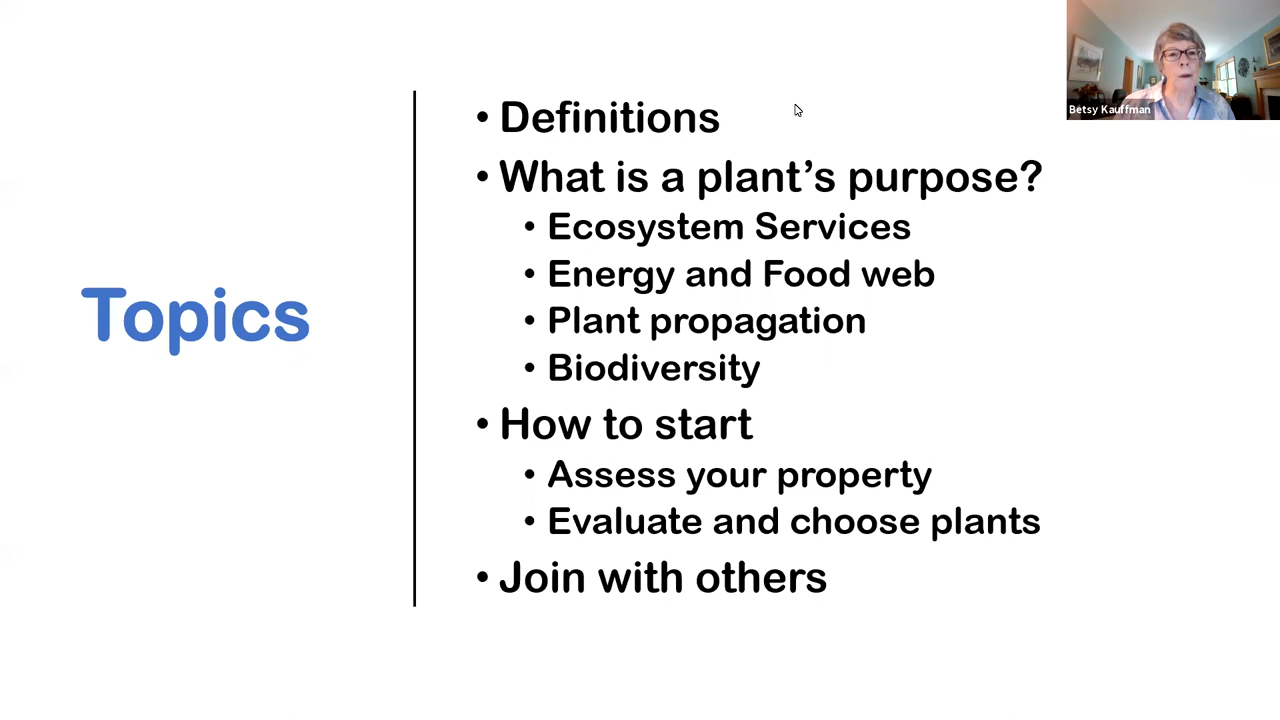 Topics
• Definitions
• What is a plant’s purpose?
• Ecosystem Services
• Energy and Food web
• Plant propagation
• Biodiversity
• How to start
• Assess your property
• Evaluate and choose plants
• Join with others
Betsy Kauffman